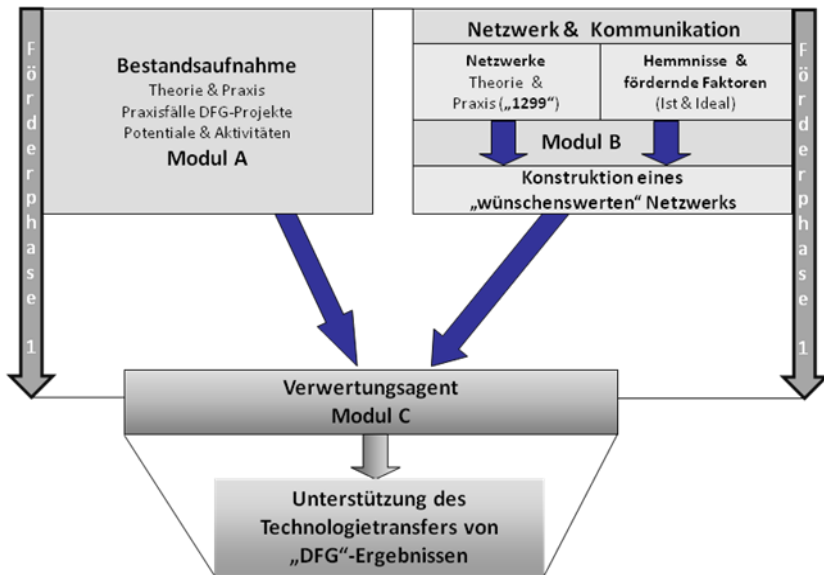 Förderphase 1
Bestandsaufnahme
Theorie & Praxis
Praxisfälle DFG-Projekte
Potentiale & Aktivitäten
Modul A
Netzwerk & Kommunikation
Netzwerke
Theorie &
Praxis („1299“)
Hemmnisse &
fördernde Faktoren
(Ist & Ideal)
Modul B
Konstruktion eines
„wünschenswerten“ Netzwerks
Förderphase 1
Verwertungsagent
Modul C
Unterstützung des
Technologietransfers von
„DFG“-Ergebnissen